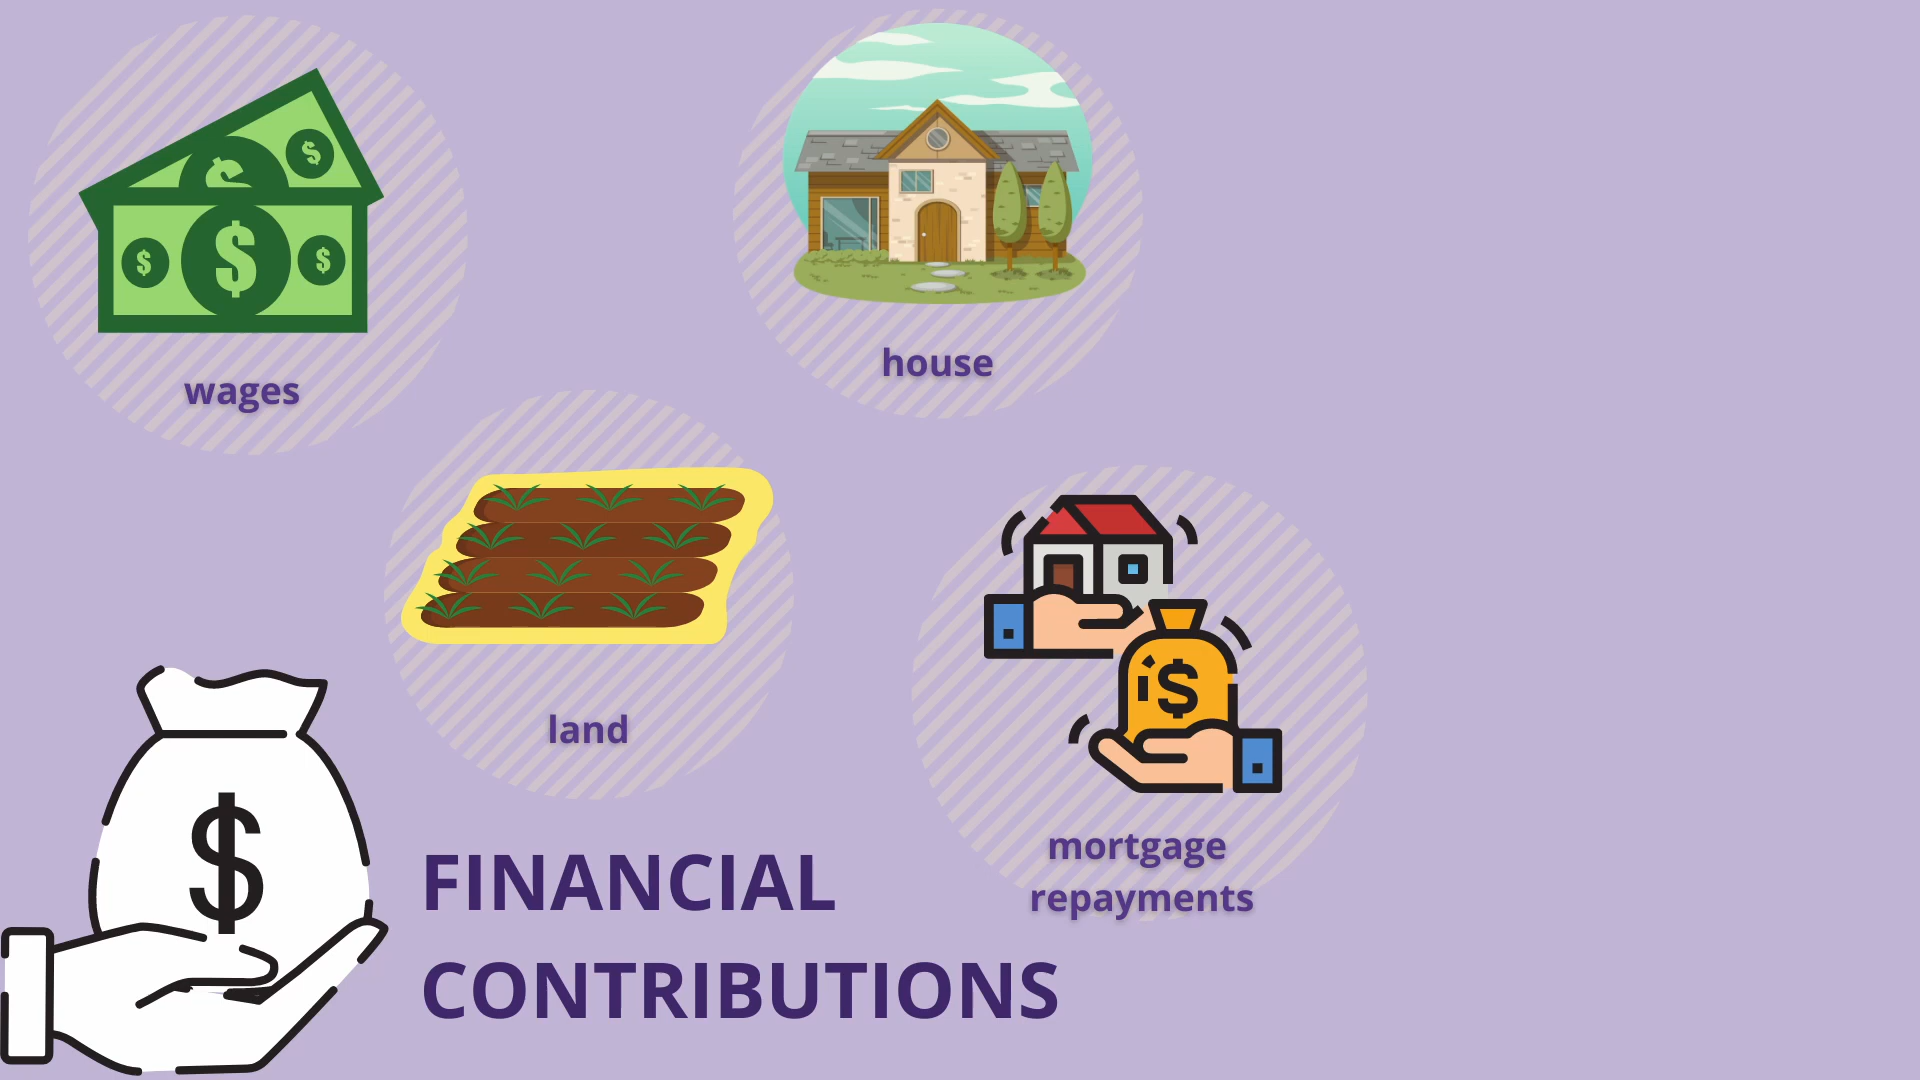 wages
house
land
mortgage
repayments
FINANCIAL
CONTRIBUTIONS
$
$
$
$
$
$
$